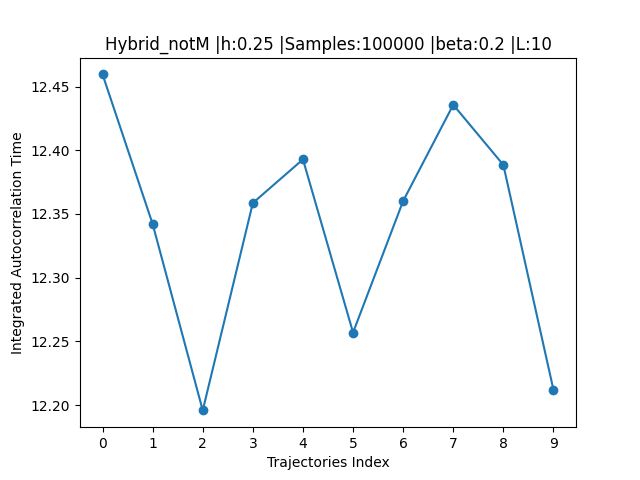 Hybrid_notM |h:0.25 |Samples:100000 |beta:0.2 |L:10
Integrated Autocorrelation Time
12.45
12.40
12.35
12.30
12.25
12.20
0 1 2 3 4 5 6 7 8 9
Trajectories Index